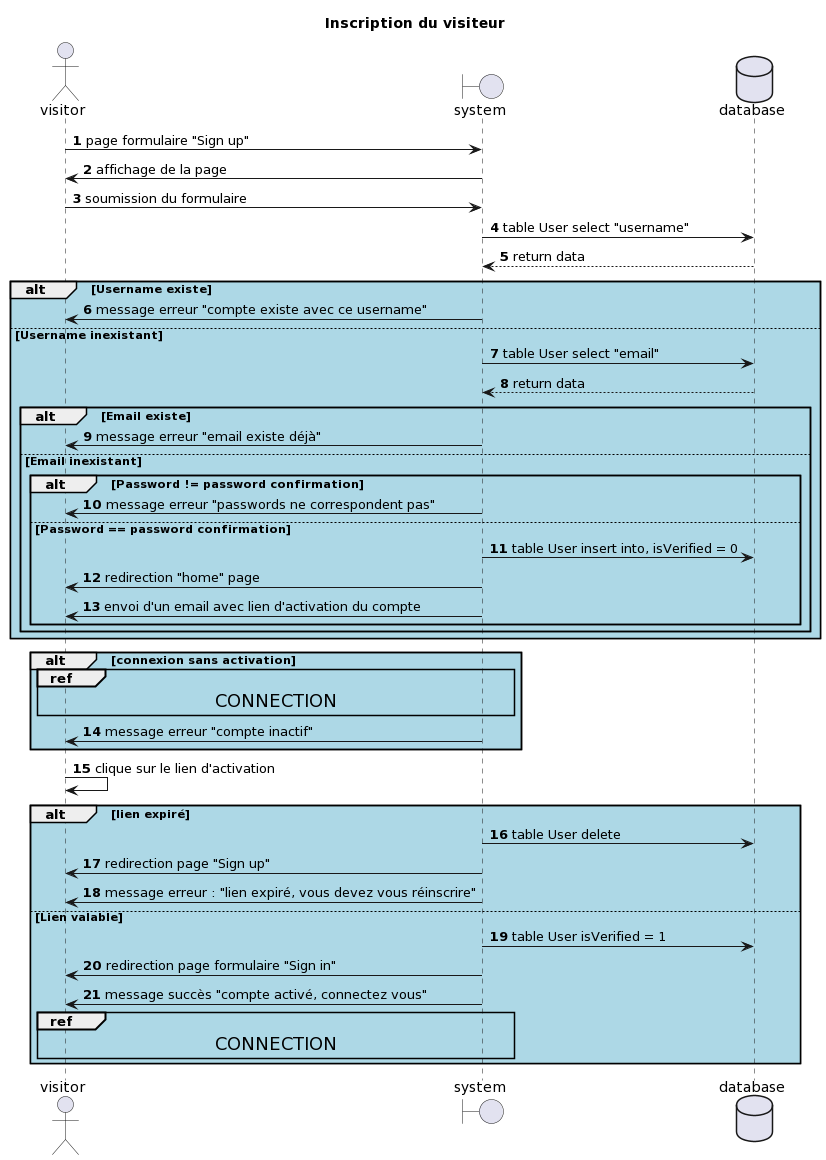 Inscription du visiteur
visitor
system
database
1 page formulaire "Sign up"
2 affichage de la page
3 soumission du formulaire
4 table User select "username"
5 return data
alt [Username existe]
6 message erreur "compte existe avec ce username"
[Username inexistant]
7 table User select "email"
8 return data
alt [Email existe]
9 message erreur "email existe déjà"
[Email inexistant]
alt [Password != password confirmation]
10 message erreur "passwords ne correspondent pas"
[Password == password confirmation]
11 table User insert into, isVerified = 0
12 redirection "home" page
13 envoi d'un email avec lien d'activation du compte
alt [connexion sans activation]
ref
CONNECTION
14 message erreur "compte inactif"
15 clique sur le lien d'activation
alt [lien expiré]
16 table User delete
17 redirection page "Sign up"
18 message erreur : "lien expiré, vous devez vous réinscrire"
[Lien valable]
19 table User isVerified = 1
20 redirection page formulaire "Sign in"
21 message succès "compte activé, connectez vous"
ref
CONNECTION
visitor
system
database